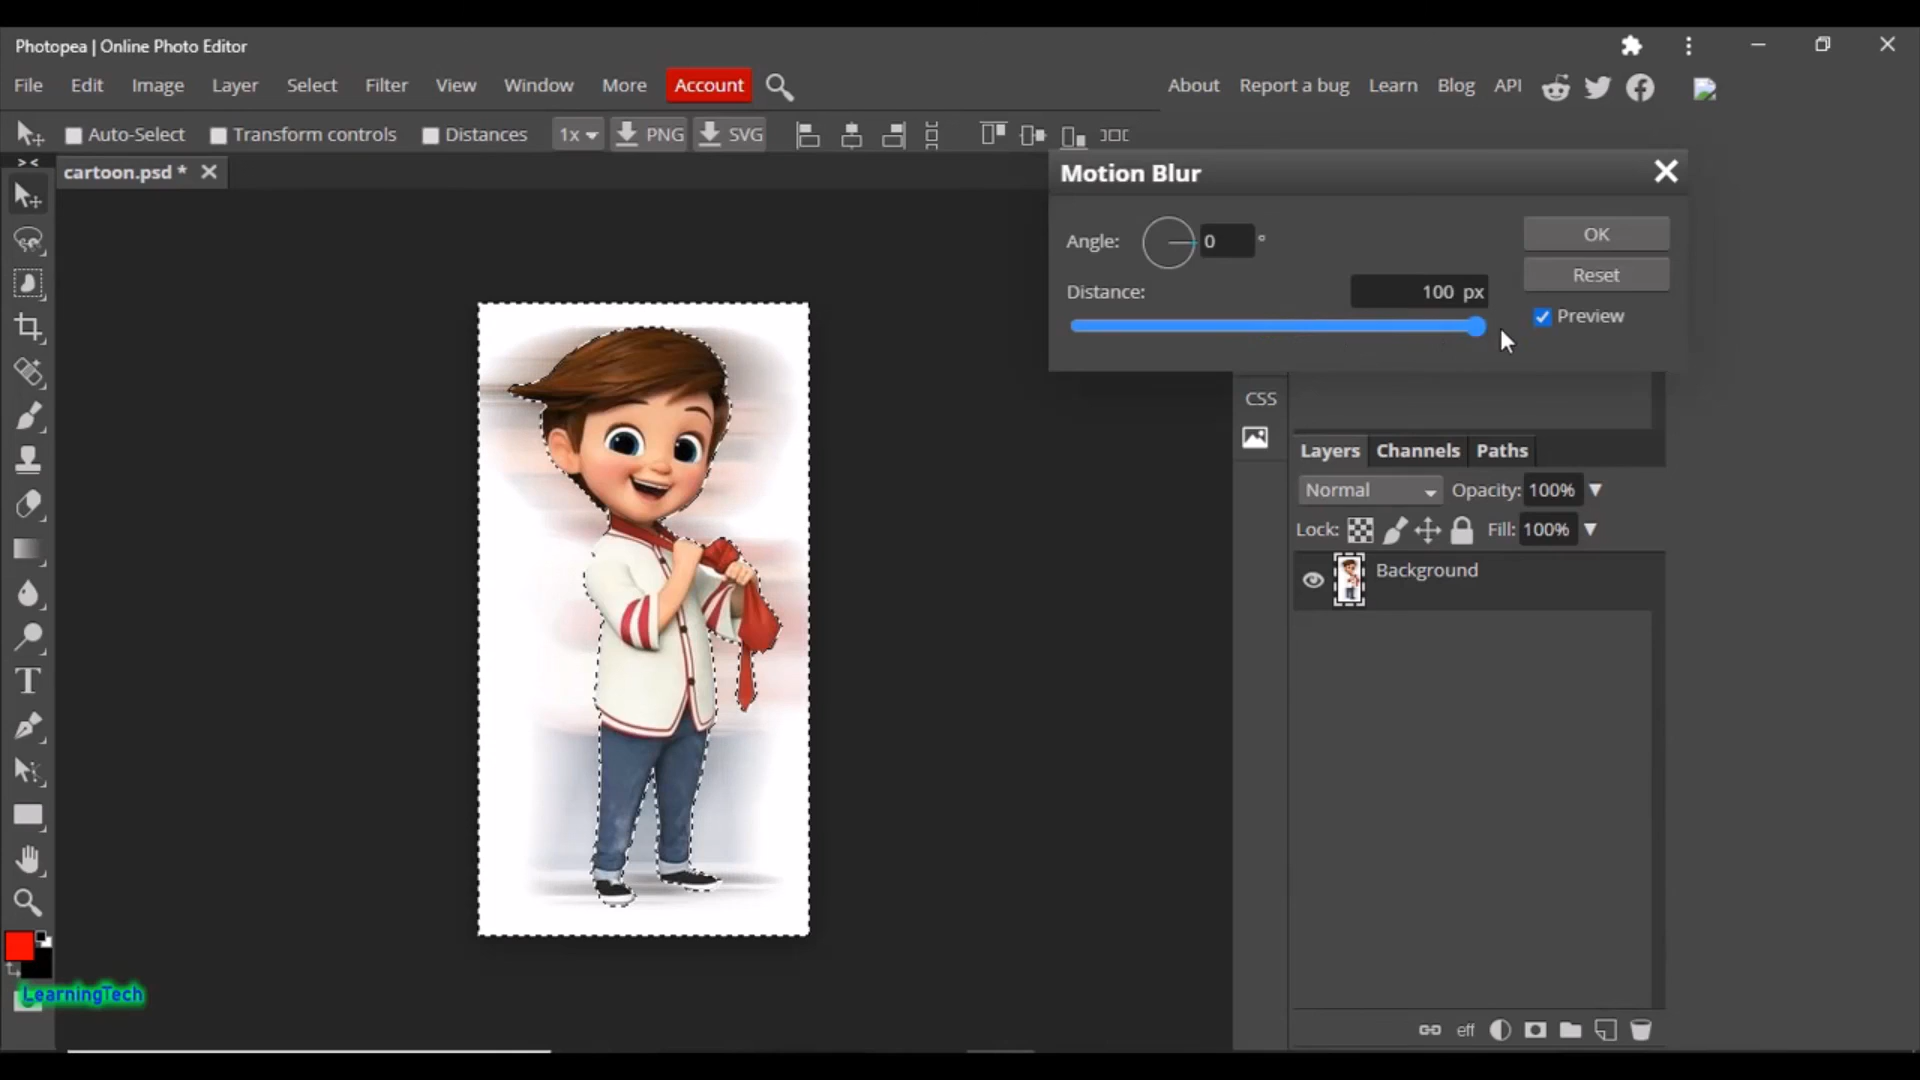 Photopea | Online Photo Editor
File Edit Image Layer Select Filter View Window More Account About Report a bug Learn Blog API
Auto-Select Transform controls Distances 1x PNG SVG
> <
cartoon.psd *
Motion Blur
Angle: 0 °
OK
Reset
Distance: 100 px
Preview
CSS
Layers Channels Paths
Normal Opacity: 100%
Lock: Fill: 100%
Background
LearningTech
eff